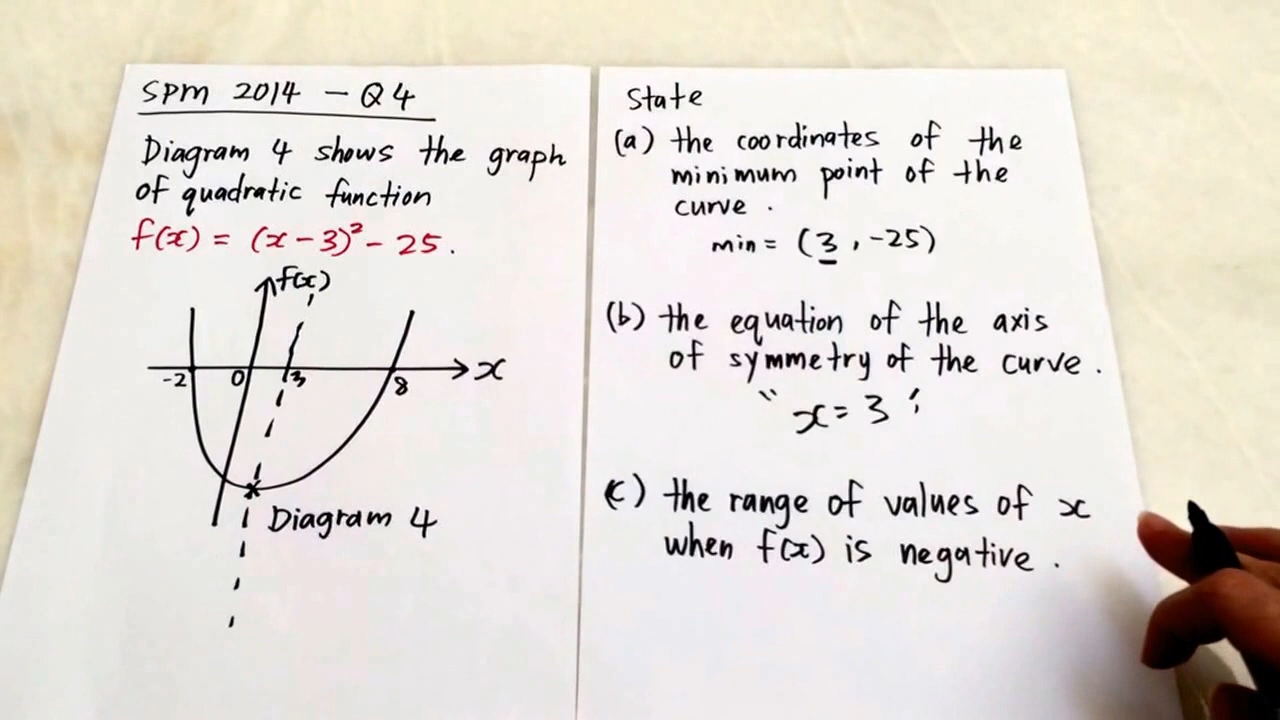 SPM 2014 - Q4
Diagram 4 shows the graph
of quadratic function
f(x) = (x-3)² - 25.
f(x)
-2 0 3 8 x
Diagram 4
State
(a) the coordinates of the
minimum point of the
curve.
min = (3, -25)
(b) the equation of the axis
of symmetry of the curve.
" x = 3 "
(c) the range of values of x
when f(x) is negative.